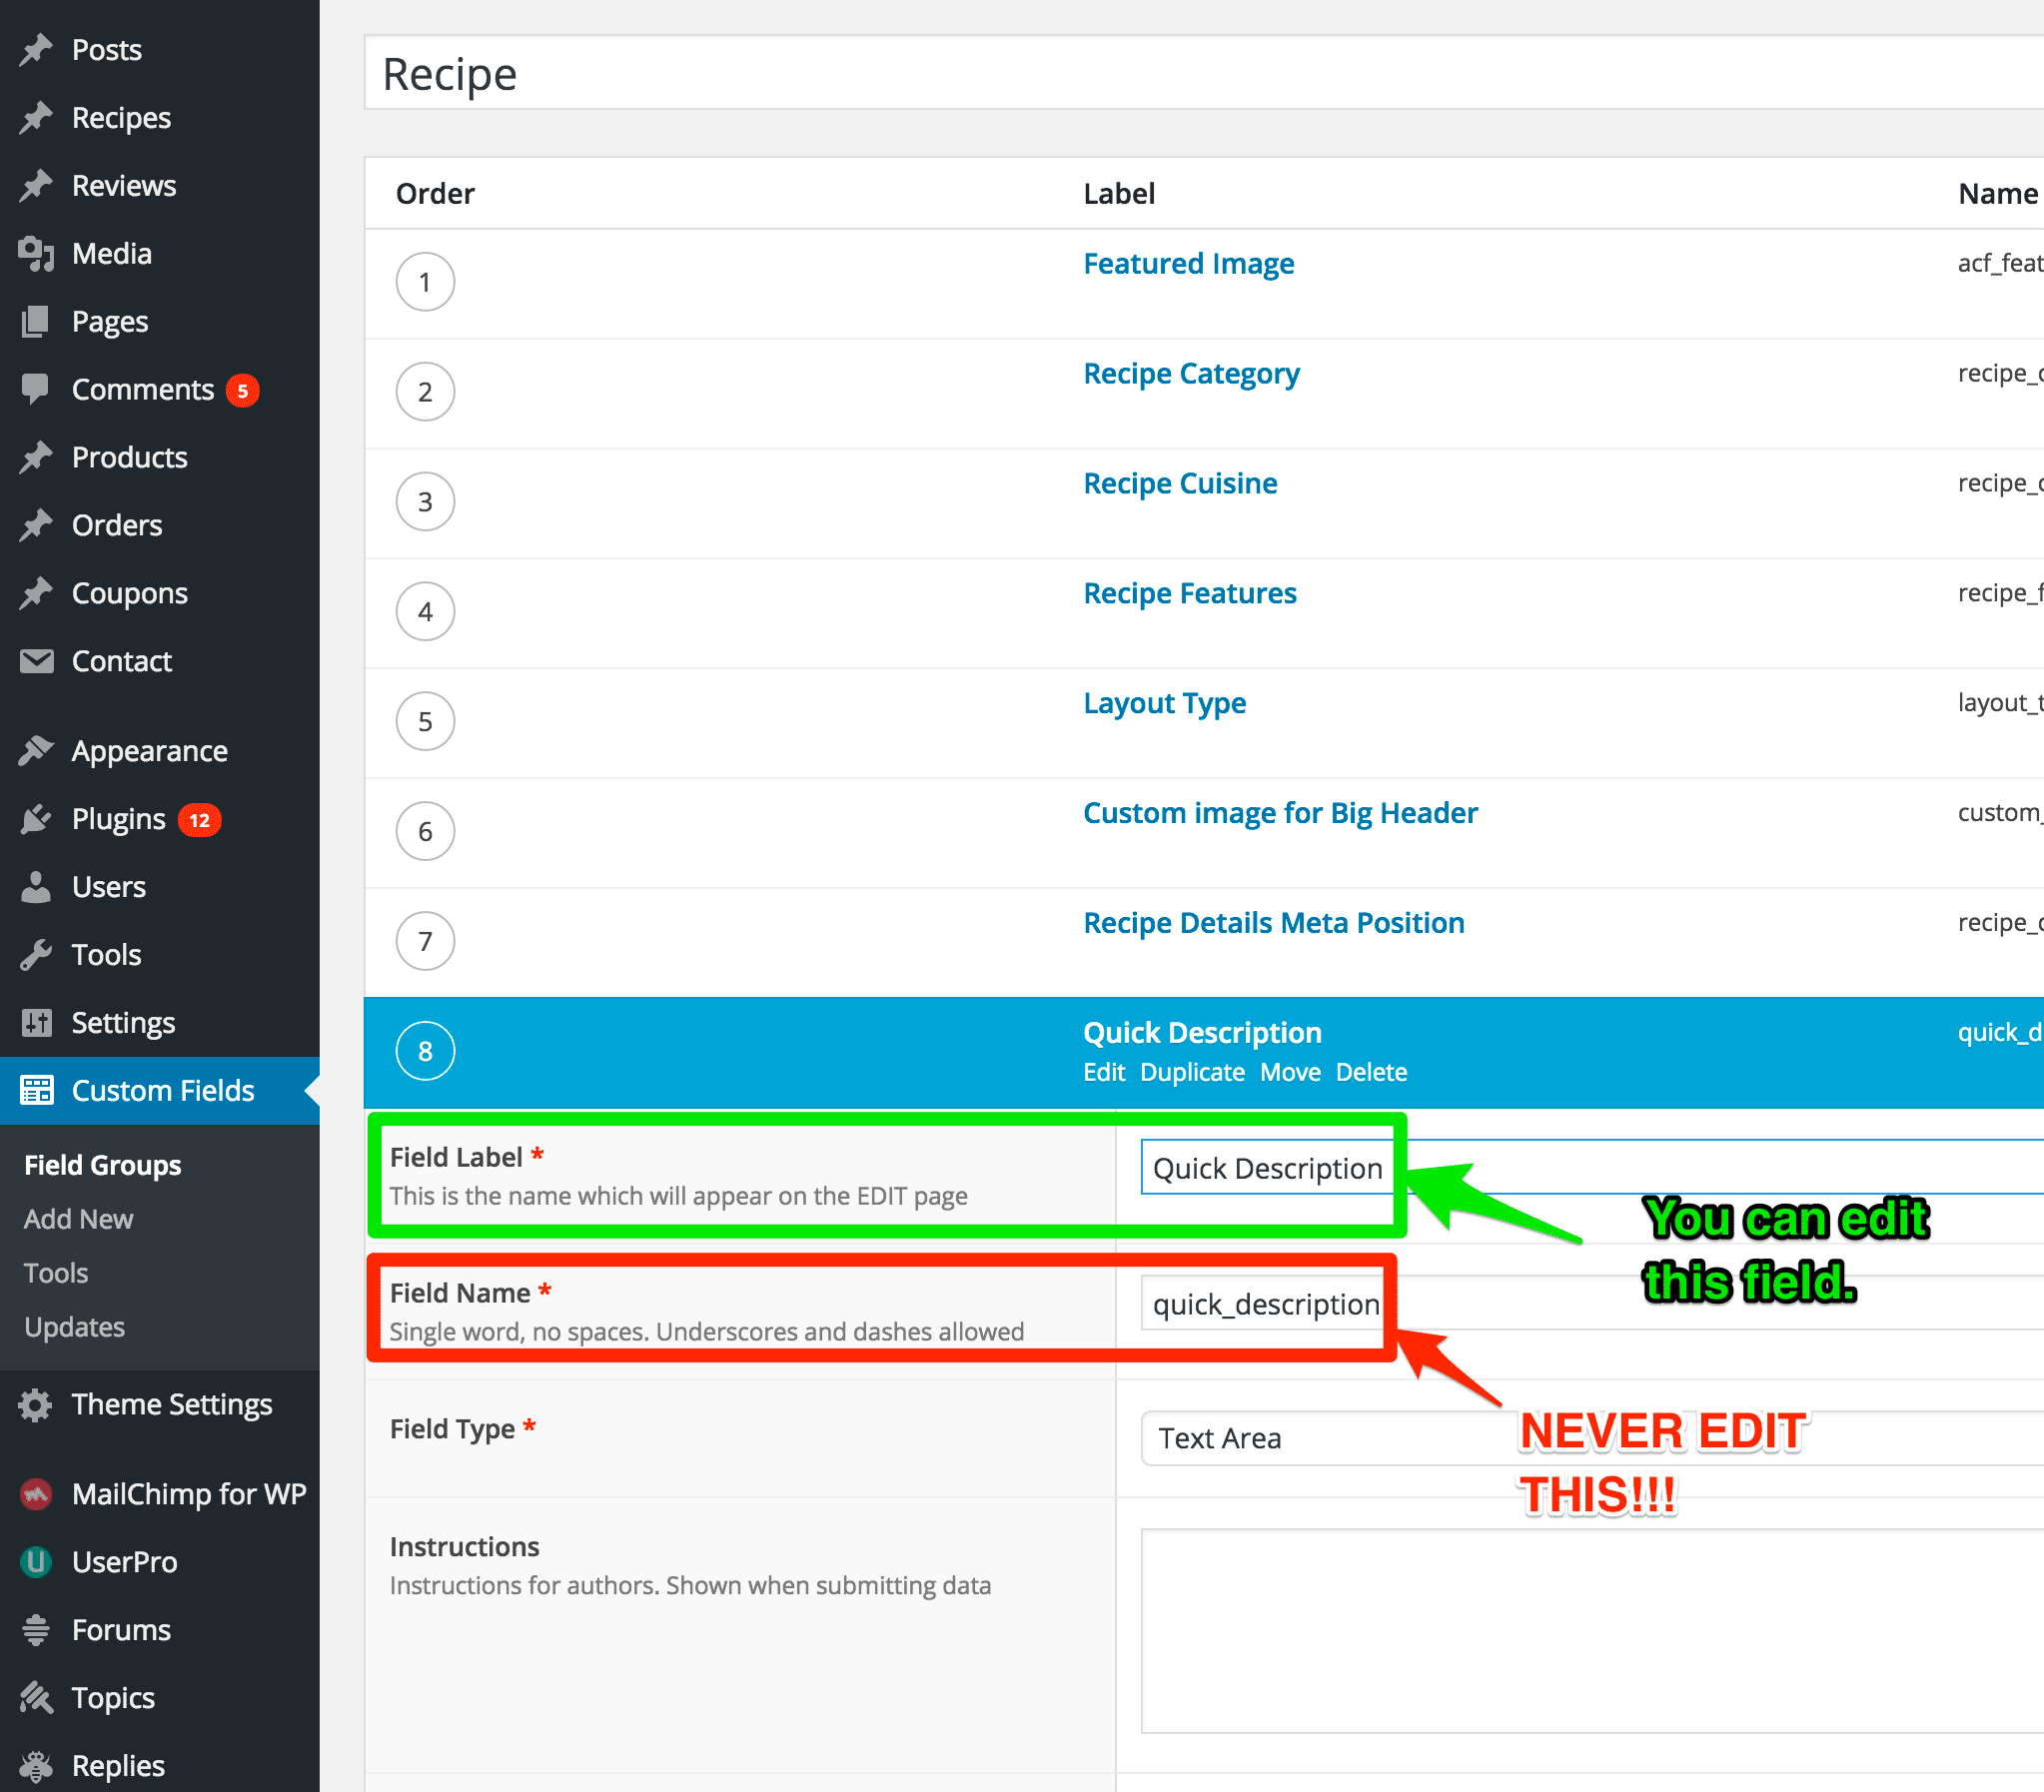 Posts
Recipes
Reviews
Media
Pages
Comments 5
Products
Orders
Coupons
Contact
Appearance
Plugins 12
Users
Tools
Settings
Custom Fields
Field Groups
Add New
Tools
Updates
Theme Settings
MailChimp for WP
UserPro
Forums
Topics
Replies
Recipe
Order Label Name
1 Featured Image acf_feat
2 Recipe Category recipe_c
3 Recipe Cuisine recipe_c
4 Recipe Features recipe_f
5 Layout Type layout_t
6 Custom image for Big Header custom_
7 Recipe Details Meta Position recipe_d
8 Quick Description quick_d
Edit Duplicate Move Delete
Field Label * Quick Description
This is the name which will appear on the EDIT page
You can edit
this field.
Field Name * quick_description
Single word, no spaces. Underscores and dashes allowed
NEVER EDIT
THIS!!!
Field Type * Text Area
Instructions
Instructions for authors. Shown when submitting data